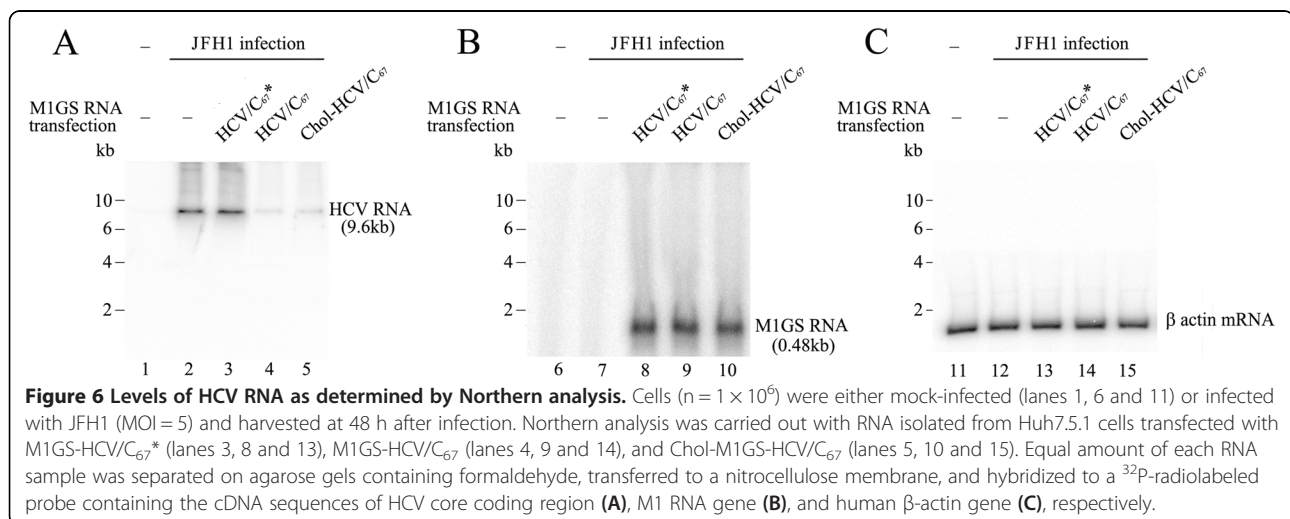 A
–
JFH1 infection
M1GS RNA
transfection
–
–
HCV/C₆₇*
HCV/C₆₇
Chol-HCV/C₆₇
kb
10
6
4
2
HCV RNA
(9.6kb)
1 2 3 4 5
B
–
JFH1 infection
M1GS RNA
transfection
–
–
HCV/C₆₇*
HCV/C₆₇
Chol-HCV/C₆₇
kb
10
6
4
2
M1GS RNA
(0.48kb)
6 7 8 9 10
C
–
JFH1 infection
M1GS RNA
transfection
–
–
HCV/C₆₇*
HCV/C₆₇
Chol-HCV/C₆₇
kb
10
6
4
2
β actin mRNA
11 12 13 14 15
Figure 6 Levels of HCV RNA as determined by Northern analysis. Cells (n = 1 × 10⁶) were either mock-infected (lanes 1, 6 and 11) or infected
with JFH1 (MOI = 5) and harvested at 48 h after infection. Northern analysis was carried out with RNA isolated from Huh7.5.1 cells transfected with
M1GS-HCV/C₆₇* (lanes 3, 8 and 13), M1GS-HCV/C₆₇ (lanes 4, 9 and 14), and Chol-M1GS-HCV/C₆₇ (lanes 5, 10 and 15). Equal amount of each RNA
sample was separated on agarose gels containing formaldehyde, transferred to a nitrocellulose membrane, and hybridized to a ³²P-radiolabeled
probe containing the cDNA sequences of HCV core coding region (A), M1 RNA gene (B), and human β-actin gene (C), respectively.